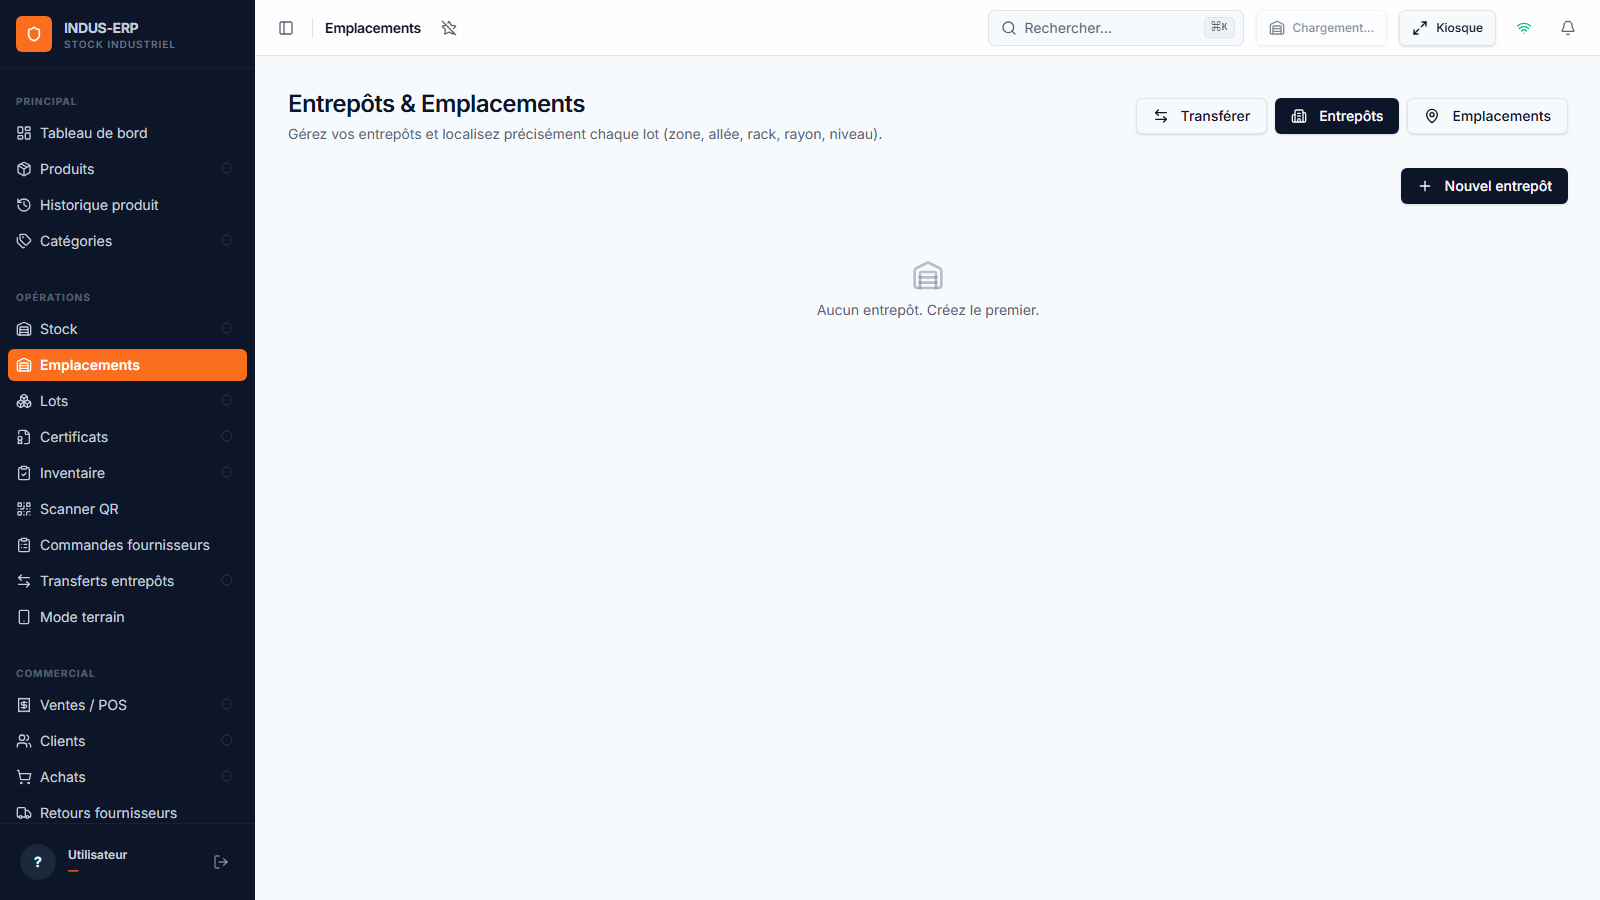 INDUS-ERP
STOCK INDUSTRIEL
PRINCIPAL
Tableau de bord
Produits
Historique produit
Catégories
OPÉRATIONS
Stock
Emplacements
Lots
Certificats
Inventaire
Scanner QR
Commandes fournisseurs
Transferts entrepôts
Mode terrain
COMMERCIAL
Ventes / POS
Clients
Achats
Retours fournisseurs
?
Utilisateur
—
Emplacements
Rechercher...
⌘K
Chargement...
Kiosque
Entrepôts & Emplacements
Gérez vos entrepôts et localisez précisément chaque lot (zone, allée, rack, rayon, niveau).
Transférer
Entrepôts
Emplacements
Nouvel entrepôt
Aucun entrepôt. Créez le premier.